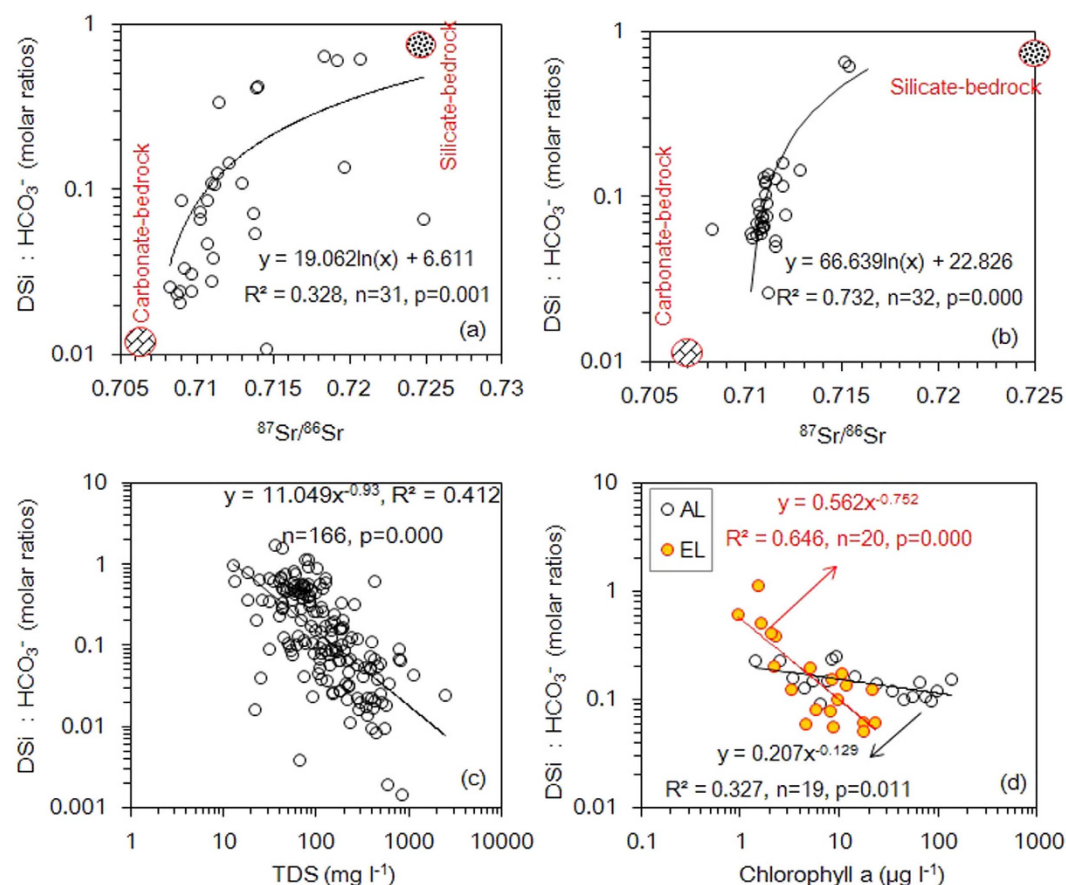 DSi : HCO₃⁻ (molar ratios)
1
0.1
0.01
Carbonate-bedrock
Silicate-bedrock
y = 19.062ln(x) + 6.611
R² = 0.328, n=31, p=0.001
(a)
0.705
0.71
0.715
0.72
0.725
0.73
⁸⁷Sr/⁸⁶Sr
DSi : HCO₃⁻ (molar ratios)
1
0.1
0.01
Silicate-bedrock
Carbonate-bedrock
y = 66.639ln(x) + 22.826
R² = 0.732, n=32, p=0.000
(b)
0.705
0.71
0.715
0.72
0.725
⁸⁷Sr/⁸⁶Sr
DSi : HCO₃⁻ (molar ratios)
10
1
0.1
0.01
0.001
y = 11.049x⁻⁰·⁹³, R² = 0.412
n=166, p=0.000
(c)
1
10
100
1000
10000
TDS (mg l⁻¹)
DSi : HCO₃⁻ (molar ratios)
10
1
0.1
0.01
AL
EL
y = 0.562x⁻⁰·⁷⁵²
R² = 0.646, n=20, p=0.000
y = 0.207x⁻⁰·¹²⁹
R² = 0.327, n=19, p=0.011
(d)
0.1
1
10
100
1000
Chlorophyll a (µg l⁻¹)